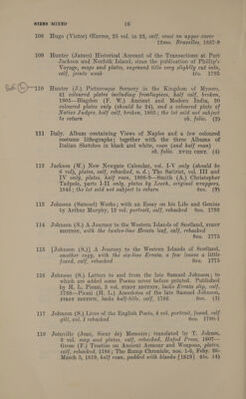 SIZES MIXED 16
108 Hugo (Victor) Œuvres, 25 vol. in 23, calf, crest on upper cover
12mo. Bruxelles, 1837-9
109 Hunter (James) Historical Account of the Transactions at Port
Jackson and Norfolk Island, since the publication of Phillip's
Voyage, maps and plates, engraved title very slightly cut into,
calf, joints weak 4to. 1793
110 Hunter (J.) Picturesque Scenery in the Kingdom of Mysore,
41 coloured plates including frontispiece, half calf, broken,
1805—Blagdon (F. W.) Ancient and Modern India, 20
coloured plates only (should be 24), and a coloured plate of
Native Judges, half calf, broken, 1805; the lot sold not subject
to return ob. folio. (2)
111 Italy. Album containing Views of Naples and a few coloured
costume lithographs; together with the three Albums of
Italian Sketches in black and white, roan (and half roan)
ob. folio. XVIII CENT. (4)
112 Jackson (W.) New Newgate Calendar, vol. I-V only (should be
6 vol), plates, calf, rebacked, n. d.; The Satirist, vol. III and
IV only, plates, half roan, 1808-9—Smith (A.) Christopher
Tadpole, parts 1-12 only, plates by Leech, original wrappers,
1848; the lot sold not subject to return 8vo. (9)
113 Johnson (Samuel) Works; with an Essay on his Life and Genius
by Arthur Murphy, 12 vol. portrait, calf, rebacked 8vo. 1796
114 Johnson (S.) A Journey to the Western Islands of Scotland, FIRST
EDITION, with the twelve-line Errata leaf, calf, rebacked
8vo. 1775
115 [Johnson (S.)] A Journey to the Western Islands of Scotland,
another copy, with the six-line Errata, a few leaves a little
foxed, calf, rebacked 8vo. 1775
116 Johnson (S.) Letters to and from the late Samuel Johnson; to
which are added some Poems never before printed. Published
by H. L. Piozzi, 2 vol. FIRST EDITION, lacks Errata slip, calf,
1788—Piozzi (H. L.) Anecdotes of the late Samuel Johnson,
FIRST EDITION, lacks half-title, calf, 1786 8vo. (3)
117 Johnson (S.) Lives of the English Poets, 4 vol. portrait, tooled calf
gilt, vol. 1 rebacked 8vo.
118 Joinville (Jean, Sieur de) Memoirs; translated by T. Johnes,
2 vol. map and plates, calf, rebacked, Hafod Press, 1807—
Grose (F.) Treatise on Ancient Armour and Weapons, plates,
calf, rebacked, 1786; The Rump Chronicle, nos. 1-5,
March 5, 1819, half roan, padded with blanks [1819] 4to. (4)